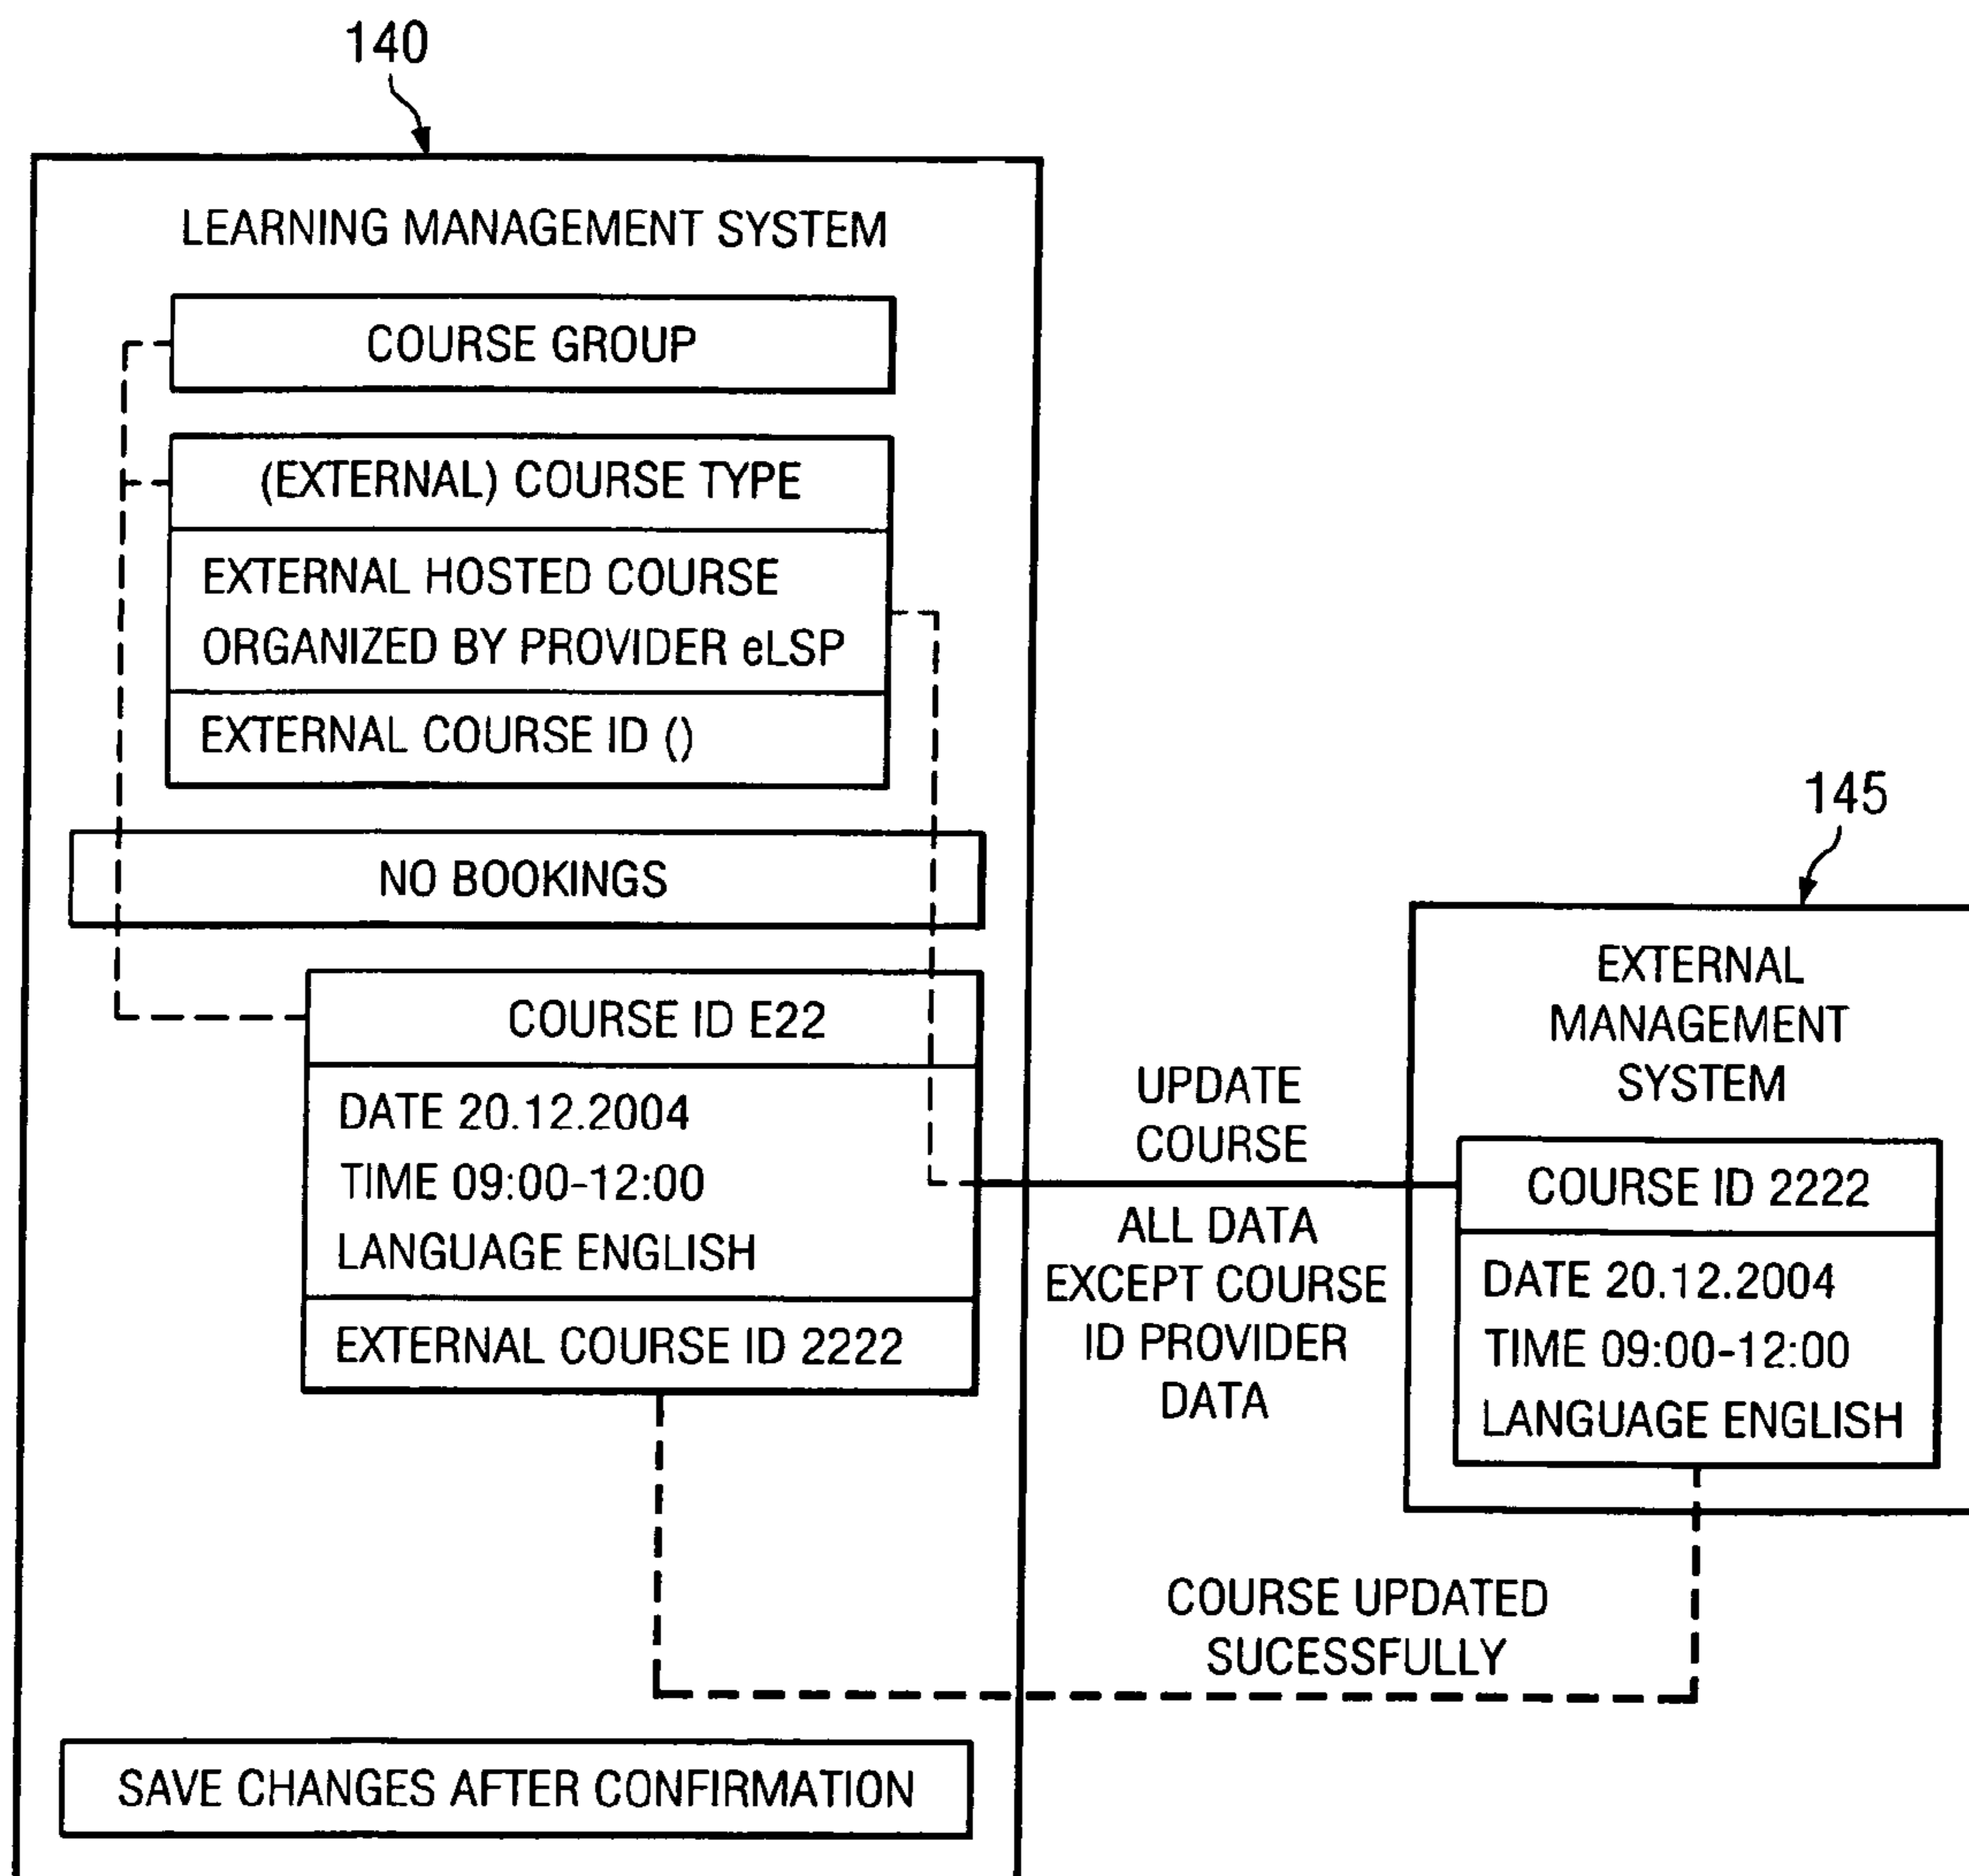 140
LEARNING MANAGEMENT SYSTEM
COURSE GROUP
(EXTERNAL) COURSE TYPE
EXTERNAL HOSTED COURSE
ORGANIZED BY PROVIDER eLSP
EXTERNAL COURSE ID ()
NO BOOKINGS
COURSE ID E22
DATE 20.12.2004
TIME 09:00-12:00
LANGUAGE ENGLISH
EXTERNAL COURSE ID 2222
SAVE CHANGES AFTER CONFIRMATION
UPDATE
COURSE
ALL DATA
EXCEPT COURSE
ID PROVIDER
DATA
COURSE UPDATED
SUCESSFULLY
145
EXTERNAL
MANAGEMENT
SYSTEM
COURSE ID 2222
DATE 20.12.2004
TIME 09:00-12:00
LANGUAGE ENGLISH